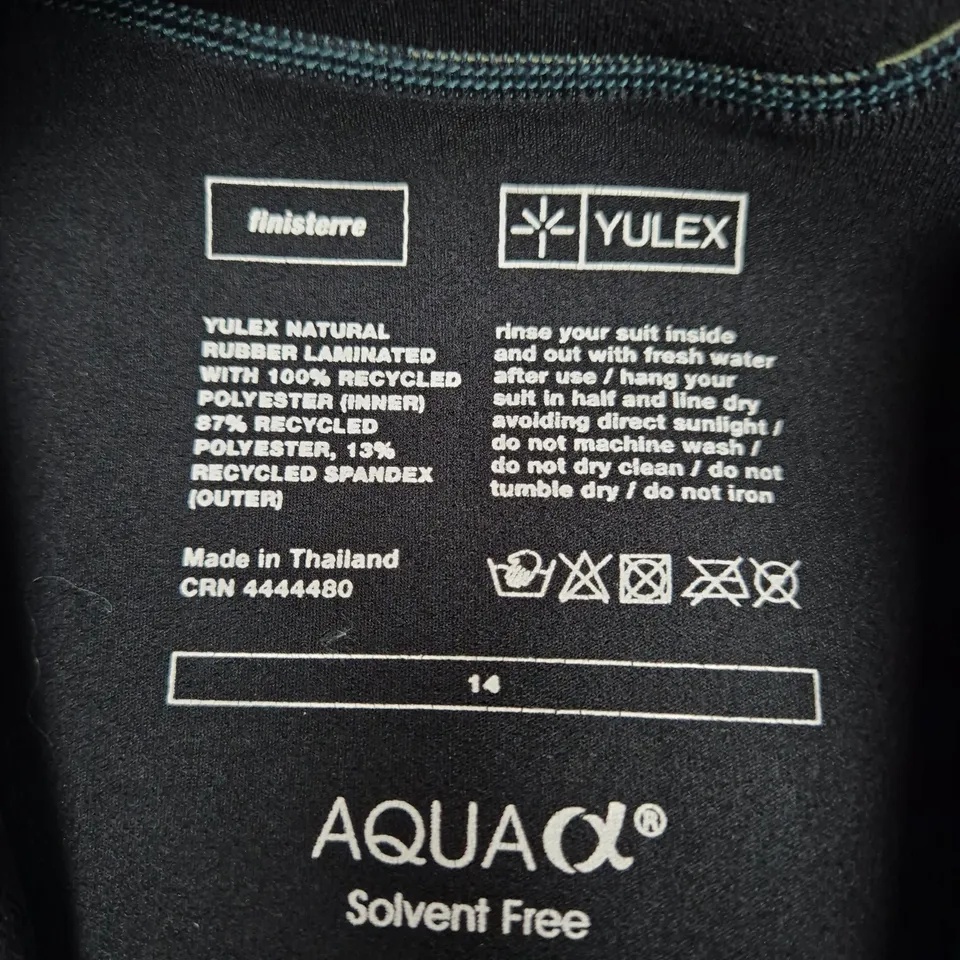 finisterre
YULEX
YULEX NATURAL
RUBBER LAMINATED
WITH 100% RECYCLED
POLYESTER (INNER)
87% RECYCLED
POLYESTER, 13%
RECYCLED SPANDEX
(OUTER)
rinse your suit inside
and out with fresh water
after use / hang your
suit in half and line dry
avoiding direct sunlight /
do not machine wash /
do not dry clean / do not
tumble dry / do not iron
Made in Thailand
CRN 4444480
14
AQUAα®
Solvent Free